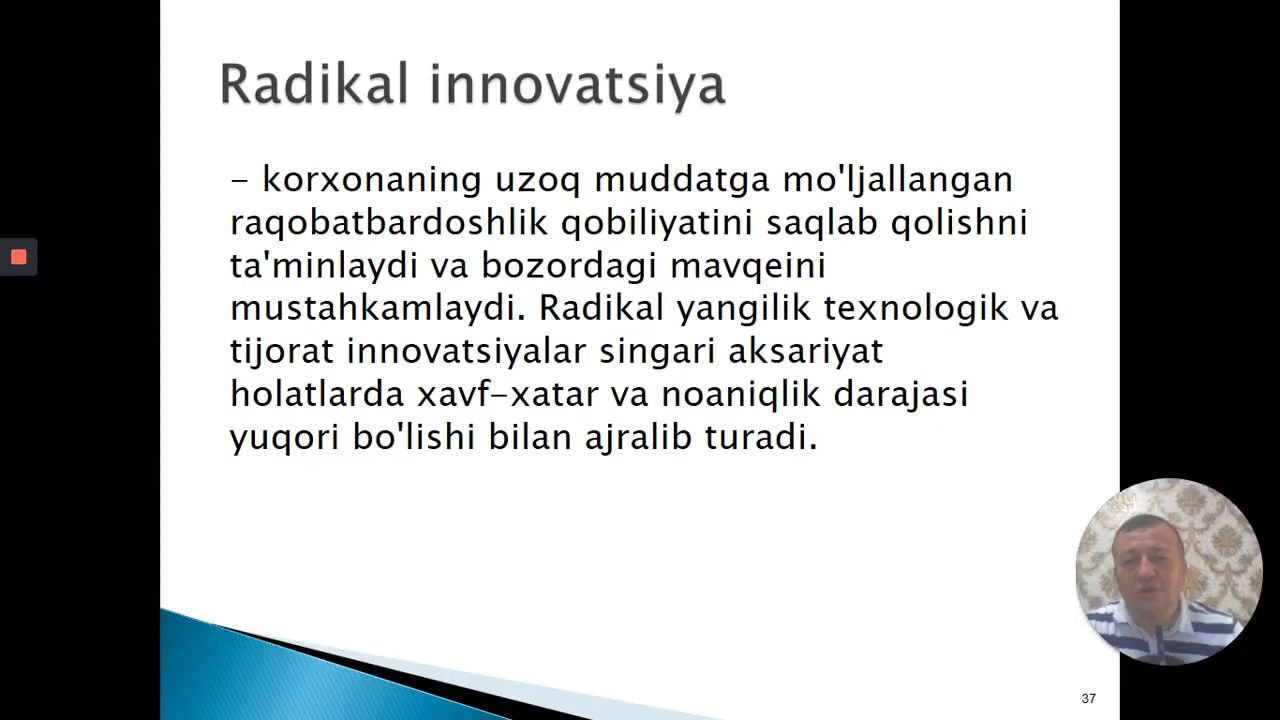 Radikal innovatsiya
- korxonaning uzoq muddatga mo'ljallangan
raqobatbardoshlik qobiliyatini saqlab qolishni
ta'minlaydi va bozordagi mavqeini
mustahkamlaydi. Radikal yangilik texnologik va
tijorat innovatsiyalar singari aksariyat
holatlarda xavf-xatar va noaniqlik darajasi
yuqori bo'lishi bilan ajralib turadi.
37